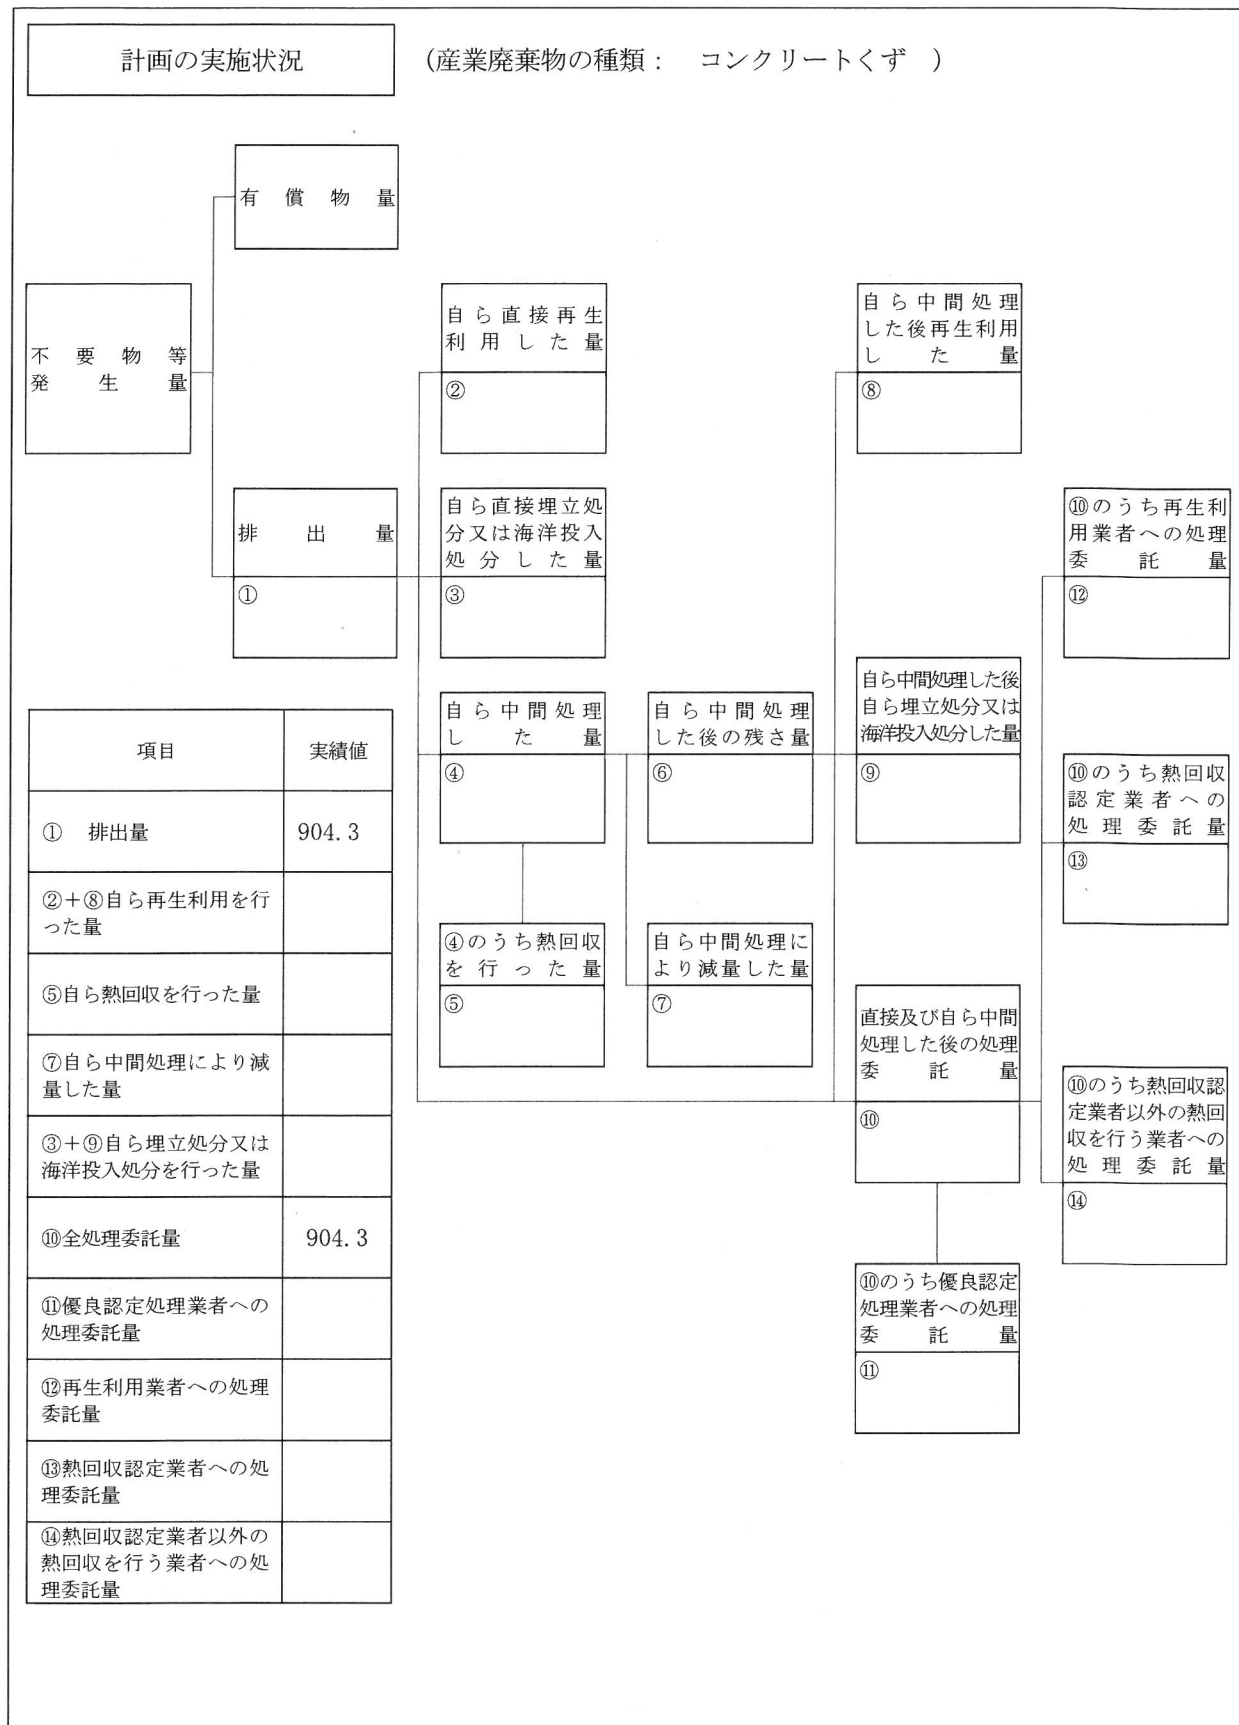 計画の実施状況
(産業廃棄物の種類： コンクリートくず )
有償物量
不要物等
発生量
自ら直接再生
利用した量
②
自ら中間処理
した後再生利用
した量
⑧
排出量
①
自ら直接埋立処
分又は海洋投入
処分した量
③
⑩のうち再生利
用業者への処理
委託量
⑫
自ら中間処理
した量
④
自ら中間処理
した後の残さ量
⑥
自ら中間処理した後
自ら埋立処分又は
海洋投入処分した量
⑨
⑩のうち熱回収
認定業者への
処理委託量
⑬
④のうち熱回収
を行った量
⑤
自ら中間処理に
より減量した量
⑦
直接及び自ら中間
処理した後の処理
委託量
⑩
⑩のうち熱回収認
定業者以外の熱回
収を行う業者への
処理委託量
⑭
⑩のうち優良認定
処理業者への処理
委託量
⑪
項目 実績値
① 排出量 904.3
②＋⑧自ら再生利用を行
った量
⑤自ら熱回収を行った量
⑦自ら中間処理により減
量した量
③＋⑨自ら埋立処分又は
海洋投入処分を行った量
⑩全処理委託量 904.3
⑪優良認定処理業者への
処理委託量
⑫再生利用業者への処理
委託量
⑬熱回収認定業者への処
理委託量
⑭熱回収認定業者以外の
熱回収を行う業者への処
理委託量